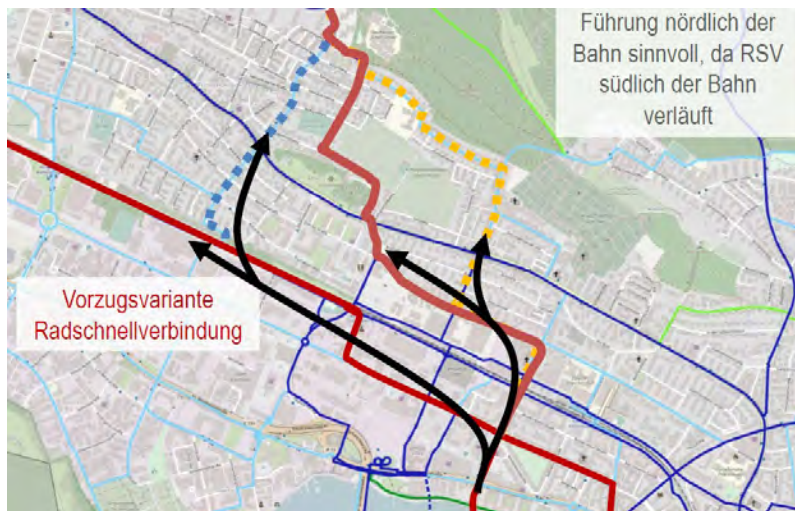 Führung nördlich der
Bahn sinnvoll, da RSV
südlich der Bahn
verläuft
Vorzugsvariante
Radschnellverbindung